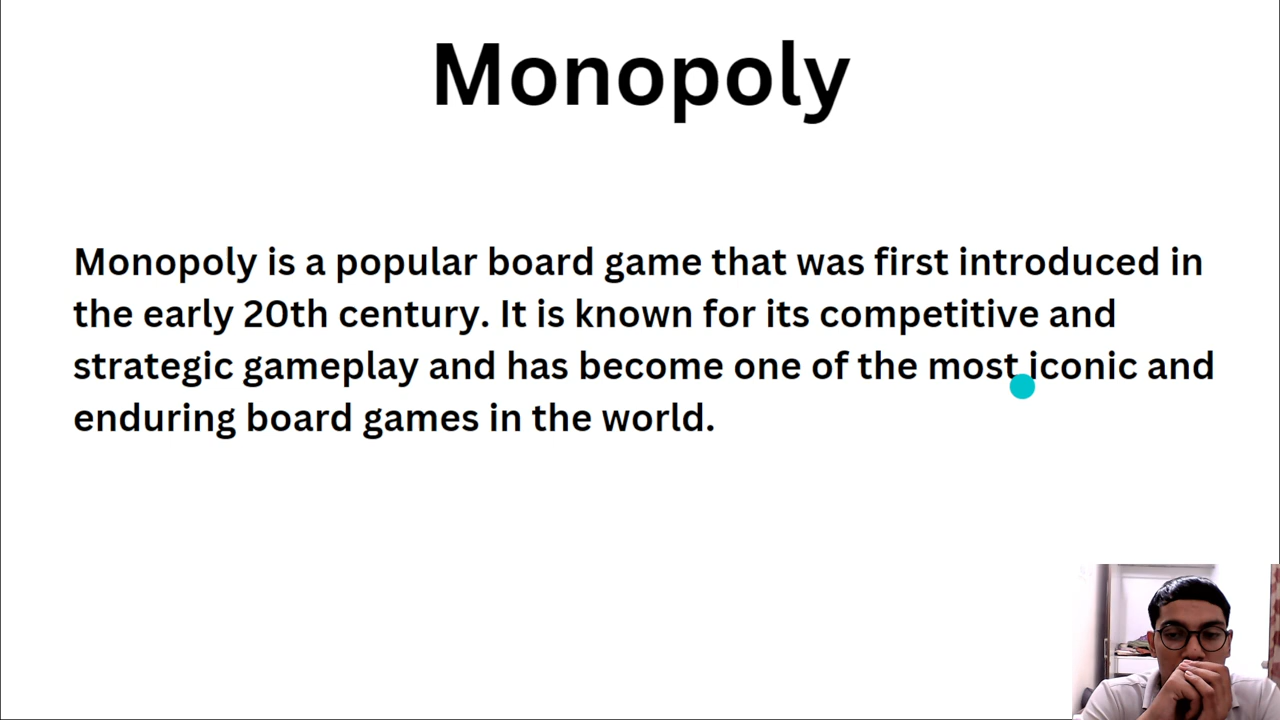 Monopoly
Monopoly is a popular board game that was first introduced in
the early 20th century. It is known for its competitive and
strategic gameplay and has become one of the most iconic and
enduring board games in the world.